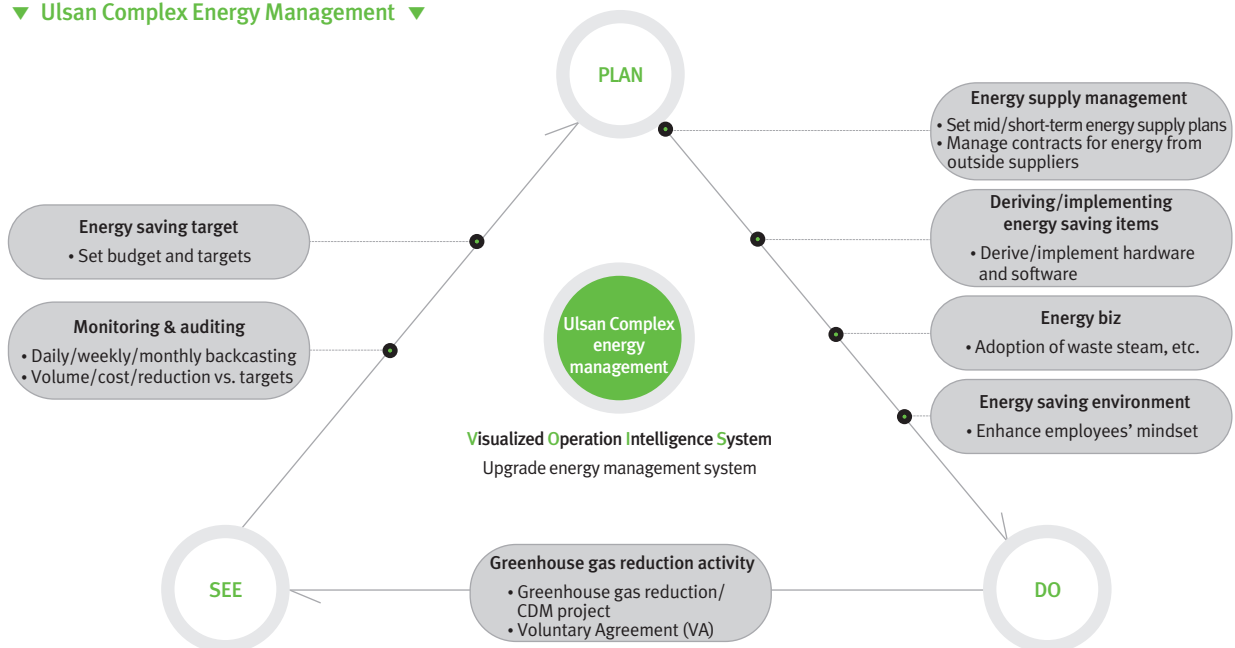 ▼ Ulsan Complex Energy Management ▼
PLAN
Energy supply management
• Set mid/short-term energy supply plans
• Manage contracts for energy from
outside suppliers
Deriving/implementing
energy saving items
• Derive/implement hardware
and software
Energy biz
• Adoption of waste steam, etc.
Energy saving environment
• Enhance employees’ mindset
Energy saving target
• Set budget and targets
Monitoring & auditing
• Daily/weekly/monthly backcasting
• Volume/cost/reduction vs. targets
Ulsan Complex
energy
management
Visualized Operation Intelligence System
Upgrade energy management system
SEE
Greenhouse gas reduction activity
• Greenhouse gas reduction/
CDM project
• Voluntary Agreement (VA)
DO